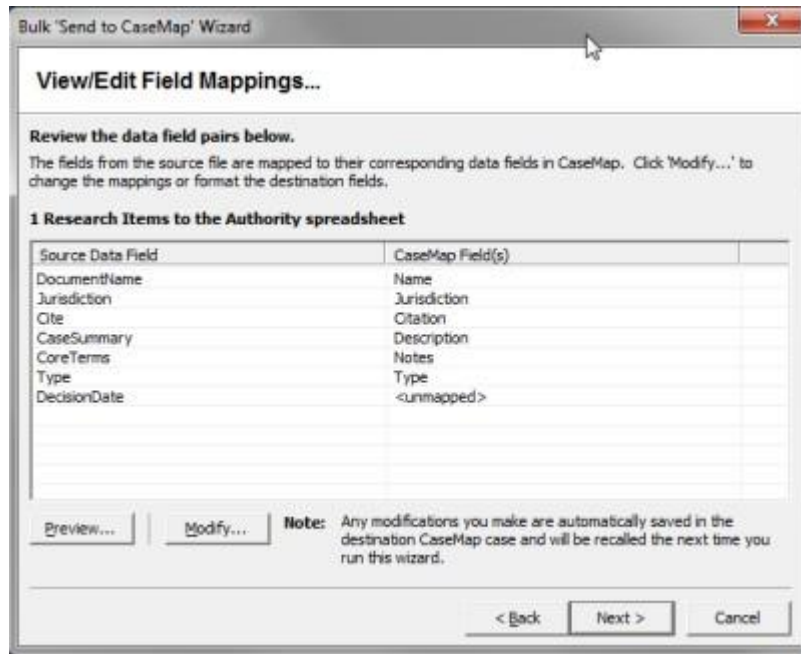 Bulk 'Send to CaseMap' Wizard
View/Edit Field Mappings...
Review the data field pairs below.
The fields from the source file are mapped to their corresponding data fields in CaseMap. Click 'Modify...' to
change the mappings or format the destination fields.
1 Research Items to the Authority spreadsheet
Source Data Field CaseMap Field(s)
DocumentName Name
Jurisdiction Jurisdiction
Cite Citation
CaseSummary Description
CoreTerms Notes
Type Type
DecisionDate <unmapped>
Preview... Modify... Note: Any modifications you make are automatically saved in the
destination CaseMap case and will be recalled the next time you
run this wizard.
< Back Next > Cancel